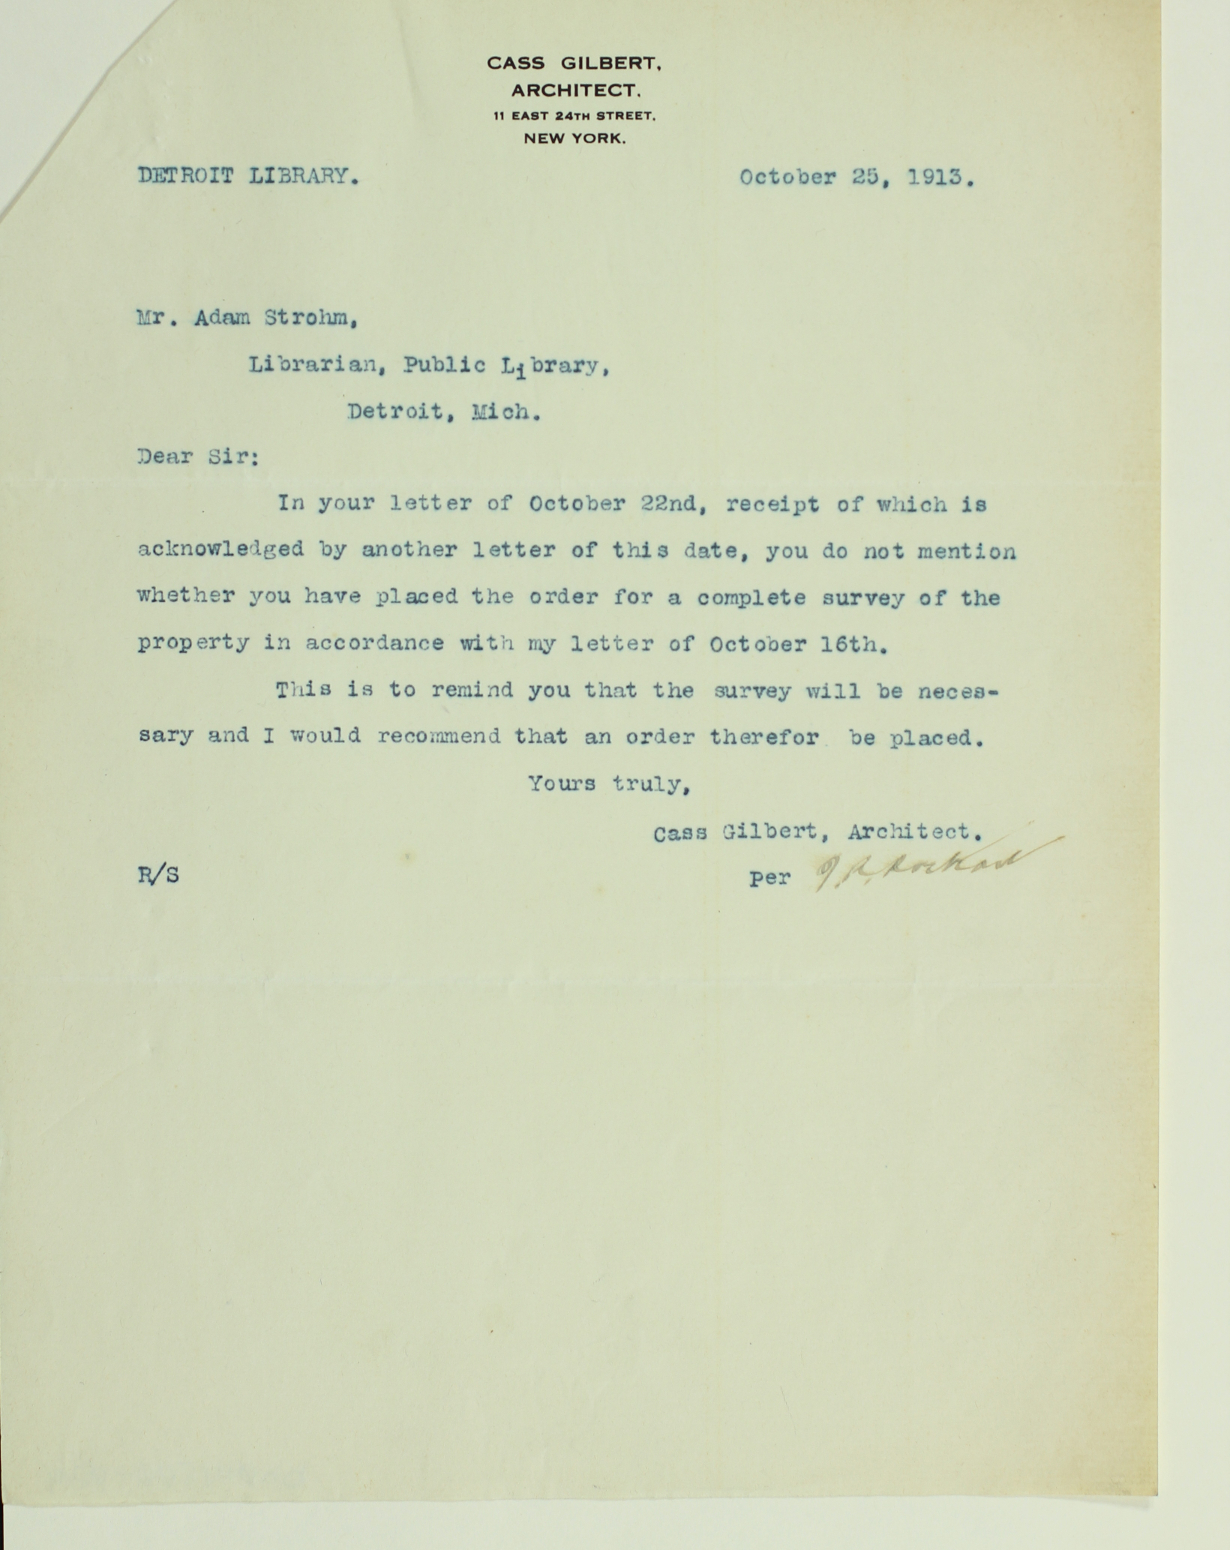 CASS GILBERT,
ARCHITECT.
11 EAST 24TH STREET,
NEW YORK.
DETROIT LIBRARY. October 25, 1913.
Mr. Adam Strohm,
Librarian, Public Library,
Detroit, Mich.
Dear Sir:
In your letter of October 22nd, receipt of which is
acknowledged by another letter of this date, you do not mention
whether you have placed the order for a complete survey of the
property in accordance with my letter of October 16th.
This is to remind you that the survey will be neces-
sary and I would recommend that an order therefor be placed.
Yours truly,
Cass Gilbert, Architect.
R/S per